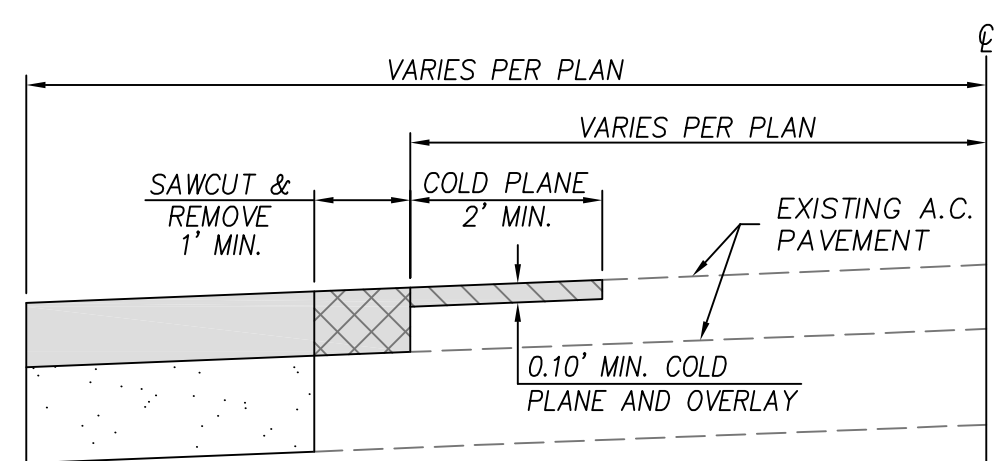 ℄
VARIES PER PLAN
VARIES PER PLAN
SAWCUT &
REMOVE
1' MIN.
COLD PLANE
2' MIN.
EXISTING A.C.
PAVEMENT
0.10' MIN. COLD
PLANE AND OVERLAY